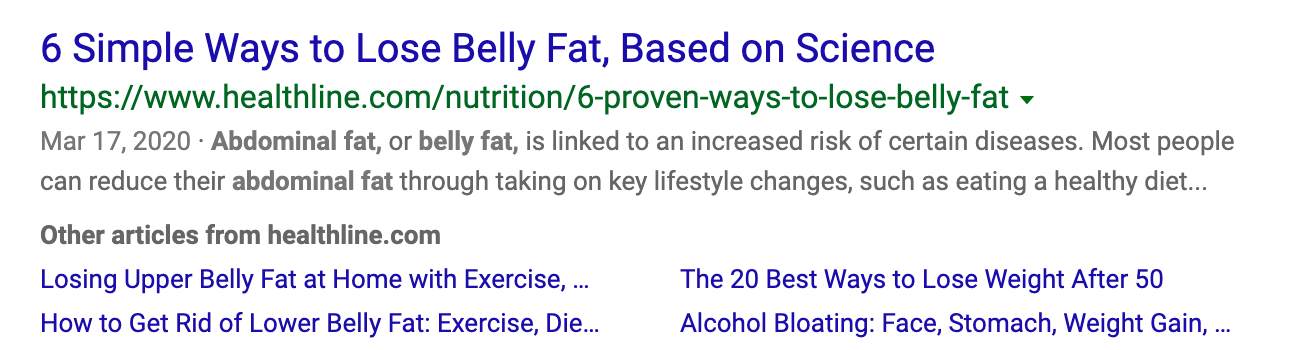 6 Simple Ways to Lose Belly Fat, Based on Science
https://www.healthline.com/nutrition/6-proven-ways-to-lose-belly-fat
Mar 17, 2020 · Abdominal fat, or belly fat, is linked to an increased risk of certain diseases. Most people
can reduce their abdominal fat through taking on key lifestyle changes, such as eating a healthy diet...
Other articles from healthline.com
Losing Upper Belly Fat at Home with Exercise, ...
The 20 Best Ways to Lose Weight After 50
How to Get Rid of Lower Belly Fat: Exercise, Die...
Alcohol Bloating: Face, Stomach, Weight Gain, ...